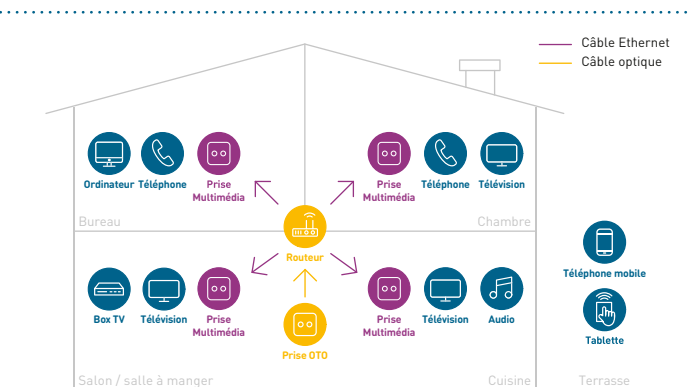 Câble Ethernet
Câble optique
Ordinateur
Téléphone
Prise
Multimédia
Prise
Multimédia
Téléphone
Télévision
Bureau
Chambre
Routeur
Téléphone mobile
Box TV
Télévision
Prise
Multimédia
Prise
Multimédia
Télévision
Audio
Tablette
Prise OTO
Salon / salle à manger
Cuisine
Terrasse